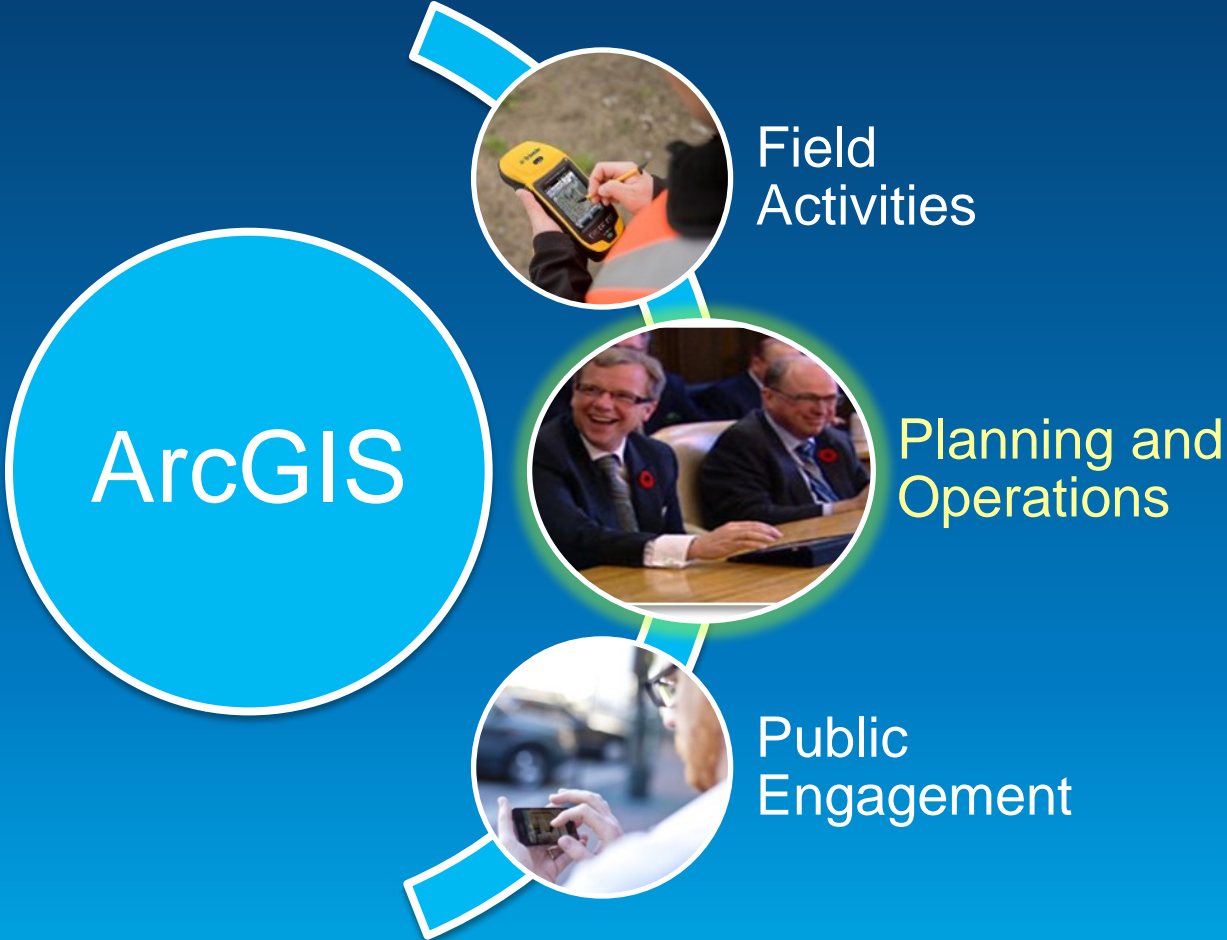 Field
Activities
ArcGIS
Planning and
Operations
Public
Engagement